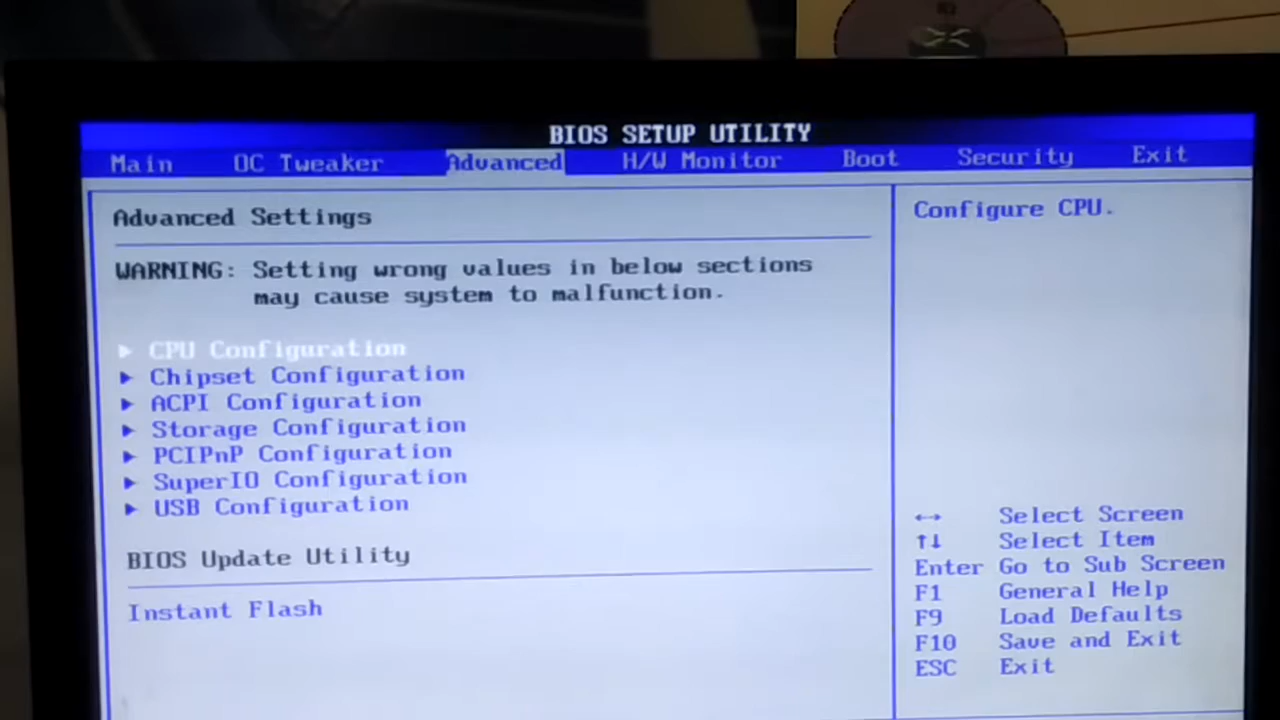 BIOS SETUP UTILITY
Main OC Tweaker Advanced H/W Monitor Boot Security Exit
Advanced Settings
WARNING: Setting wrong values in below sections
may cause system to malfunction.
CPU Configuration
Chipset Configuration
ACPI Configuration
Storage Configuration
PCIPnP Configuration
SuperIO Configuration
USB Configuration
BIOS Update Utility
Instant Flash
Configure CPU.
↔ Select Screen
↑↓ Select Item
Enter Go to Sub Screen
F1 General Help
F9 Load Defaults
F10 Save and Exit
ESC Exit